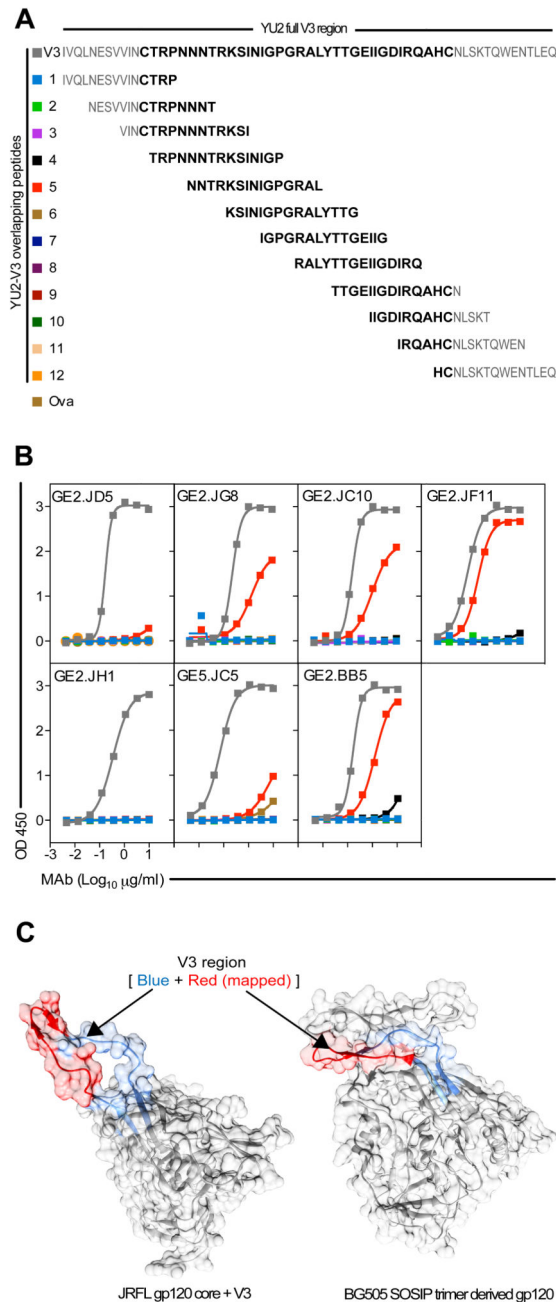 A
YU2 full V3 region
V3 IVQLNESVVINCTRPNNNTRKSINIGPGRALYTTGEIIGDIRQAHCNLSKTQWENTLEQ
1 IVQLNESVVINCTRP
2 NESVVINCTRPNNNT
3 VINCTRPNNNTRKSI
4 TRPNNNTRKSINIGP
5 NNTRKSINIGPGRAL
6 KSINIGPGRALYTTG
7 IGPGRALYTTGEIIG
8 RALYTTGEIIGDIRQ
9 TTGEIIGDIRQAHCN
10 IIGDIRQAHCNLSKT
11 IRQAHCNLSKTQWEN
12 HCNLSKTQWENTLEQ
Ova
YU2-V3 overlapping peptides
B
GE2.JD5 GE2.JG8 GE2.JC10 GE2.JF11
3
2
1
0
GE2.JH1 GE5.JC5 GE2.BB5
3
2
1
0
OD 450
-3 -2 -1 0 1
MAb (Log10 µg/ml)
C
V3 region
[ Blue + Red (mapped) ]
JRFL gp120 core + V3 BG505 SOSIP trimer derived gp120